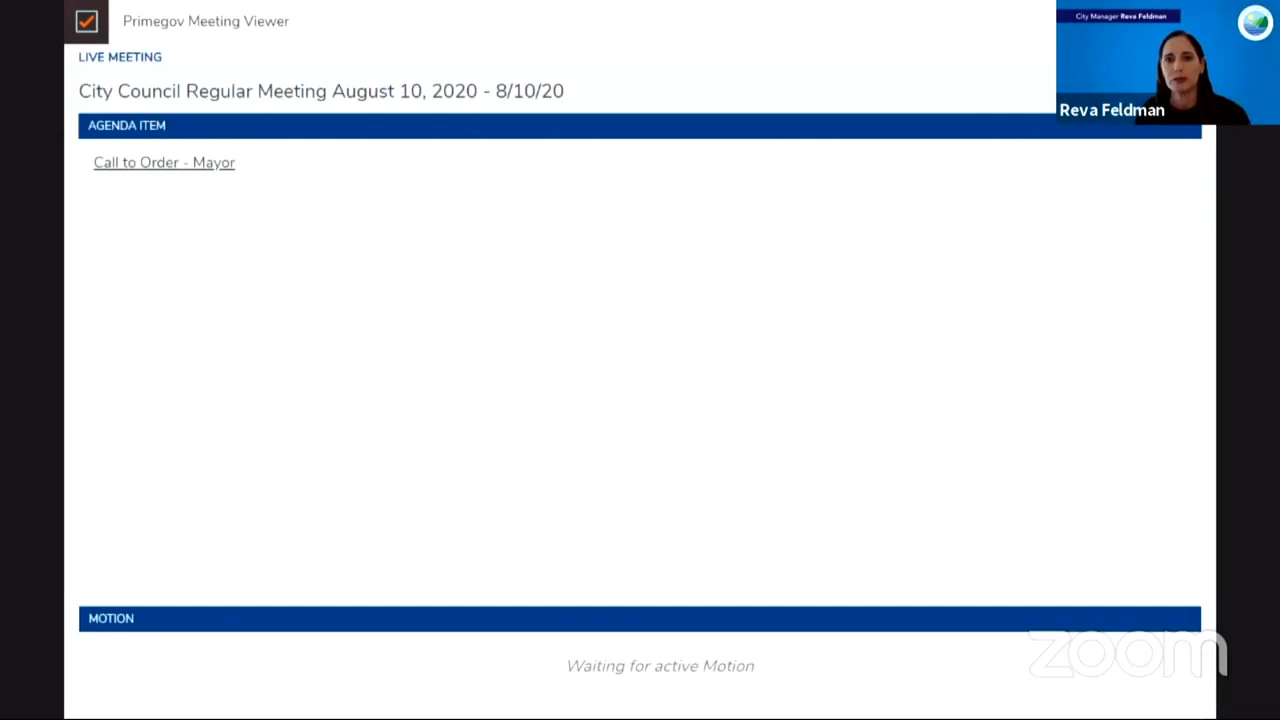 Primegov Meeting Viewer
City Manager Reva Feldman
LIVE MEETING
City Council Regular Meeting August 10, 2020 - 8/10/20
Reva Feldman
AGENDA ITEM
Call to Order - Mayor
MOTION
Waiting for active Motion
zoom